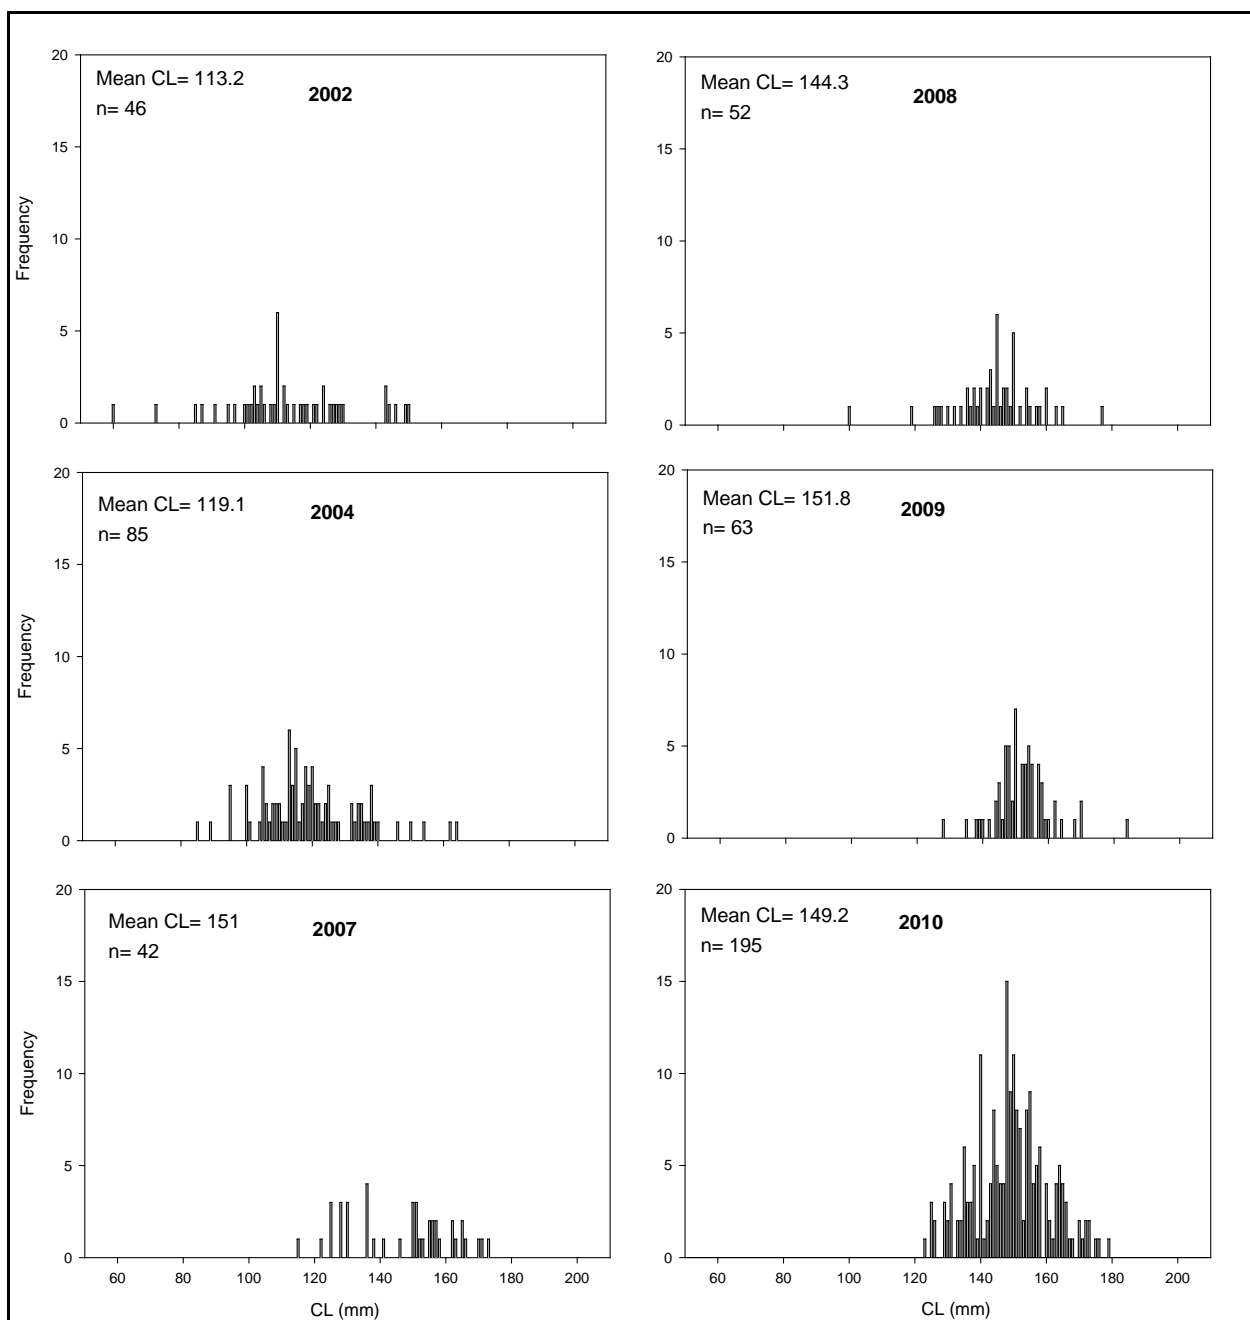 Mean CL= 113.2
n= 46
2002
20
15
10
5
0
Frequency
Mean CL= 144.3
n= 52
2008
20
15
10
5
0
Mean CL= 119.1
n= 85
2004
20
15
10
5
0
Frequency
Mean CL= 151.8
n= 63
2009
20
15
10
5
0
Mean CL= 151
n= 42
2007
20
15
10
5
0
Frequency
60 80 100 120 140 160 180 200
CL (mm)
Mean CL= 149.2
n= 195
2010
20
15
10
5
0
60 80 100 120 140 160 180 200
CL (mm)